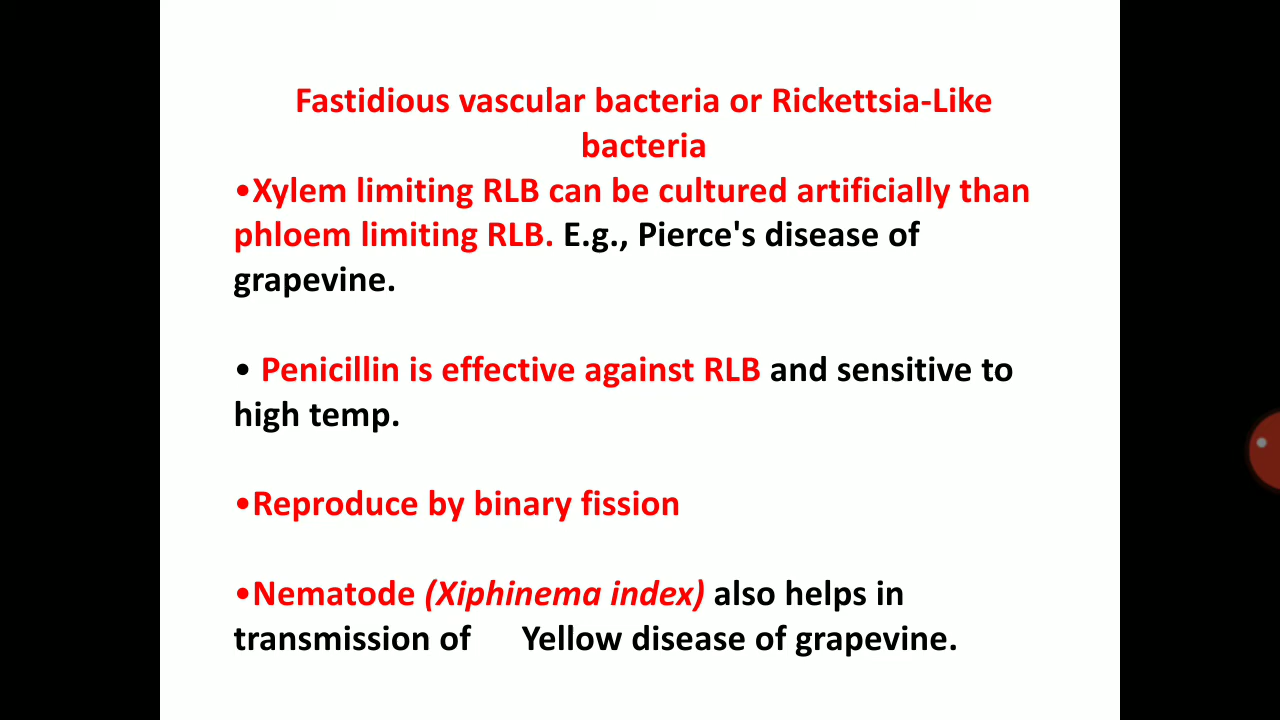 Fastidious vascular bacteria or Rickettsia-Like
bacteria
•Xylem limiting RLB can be cultured artificially than
phloem limiting RLB. E.g., Pierce's disease of
grapevine.
• Penicillin is effective against RLB and sensitive to
high temp.
•Reproduce by binary fission
•Nematode (Xiphinema index) also helps in
transmission of Yellow disease of grapevine.